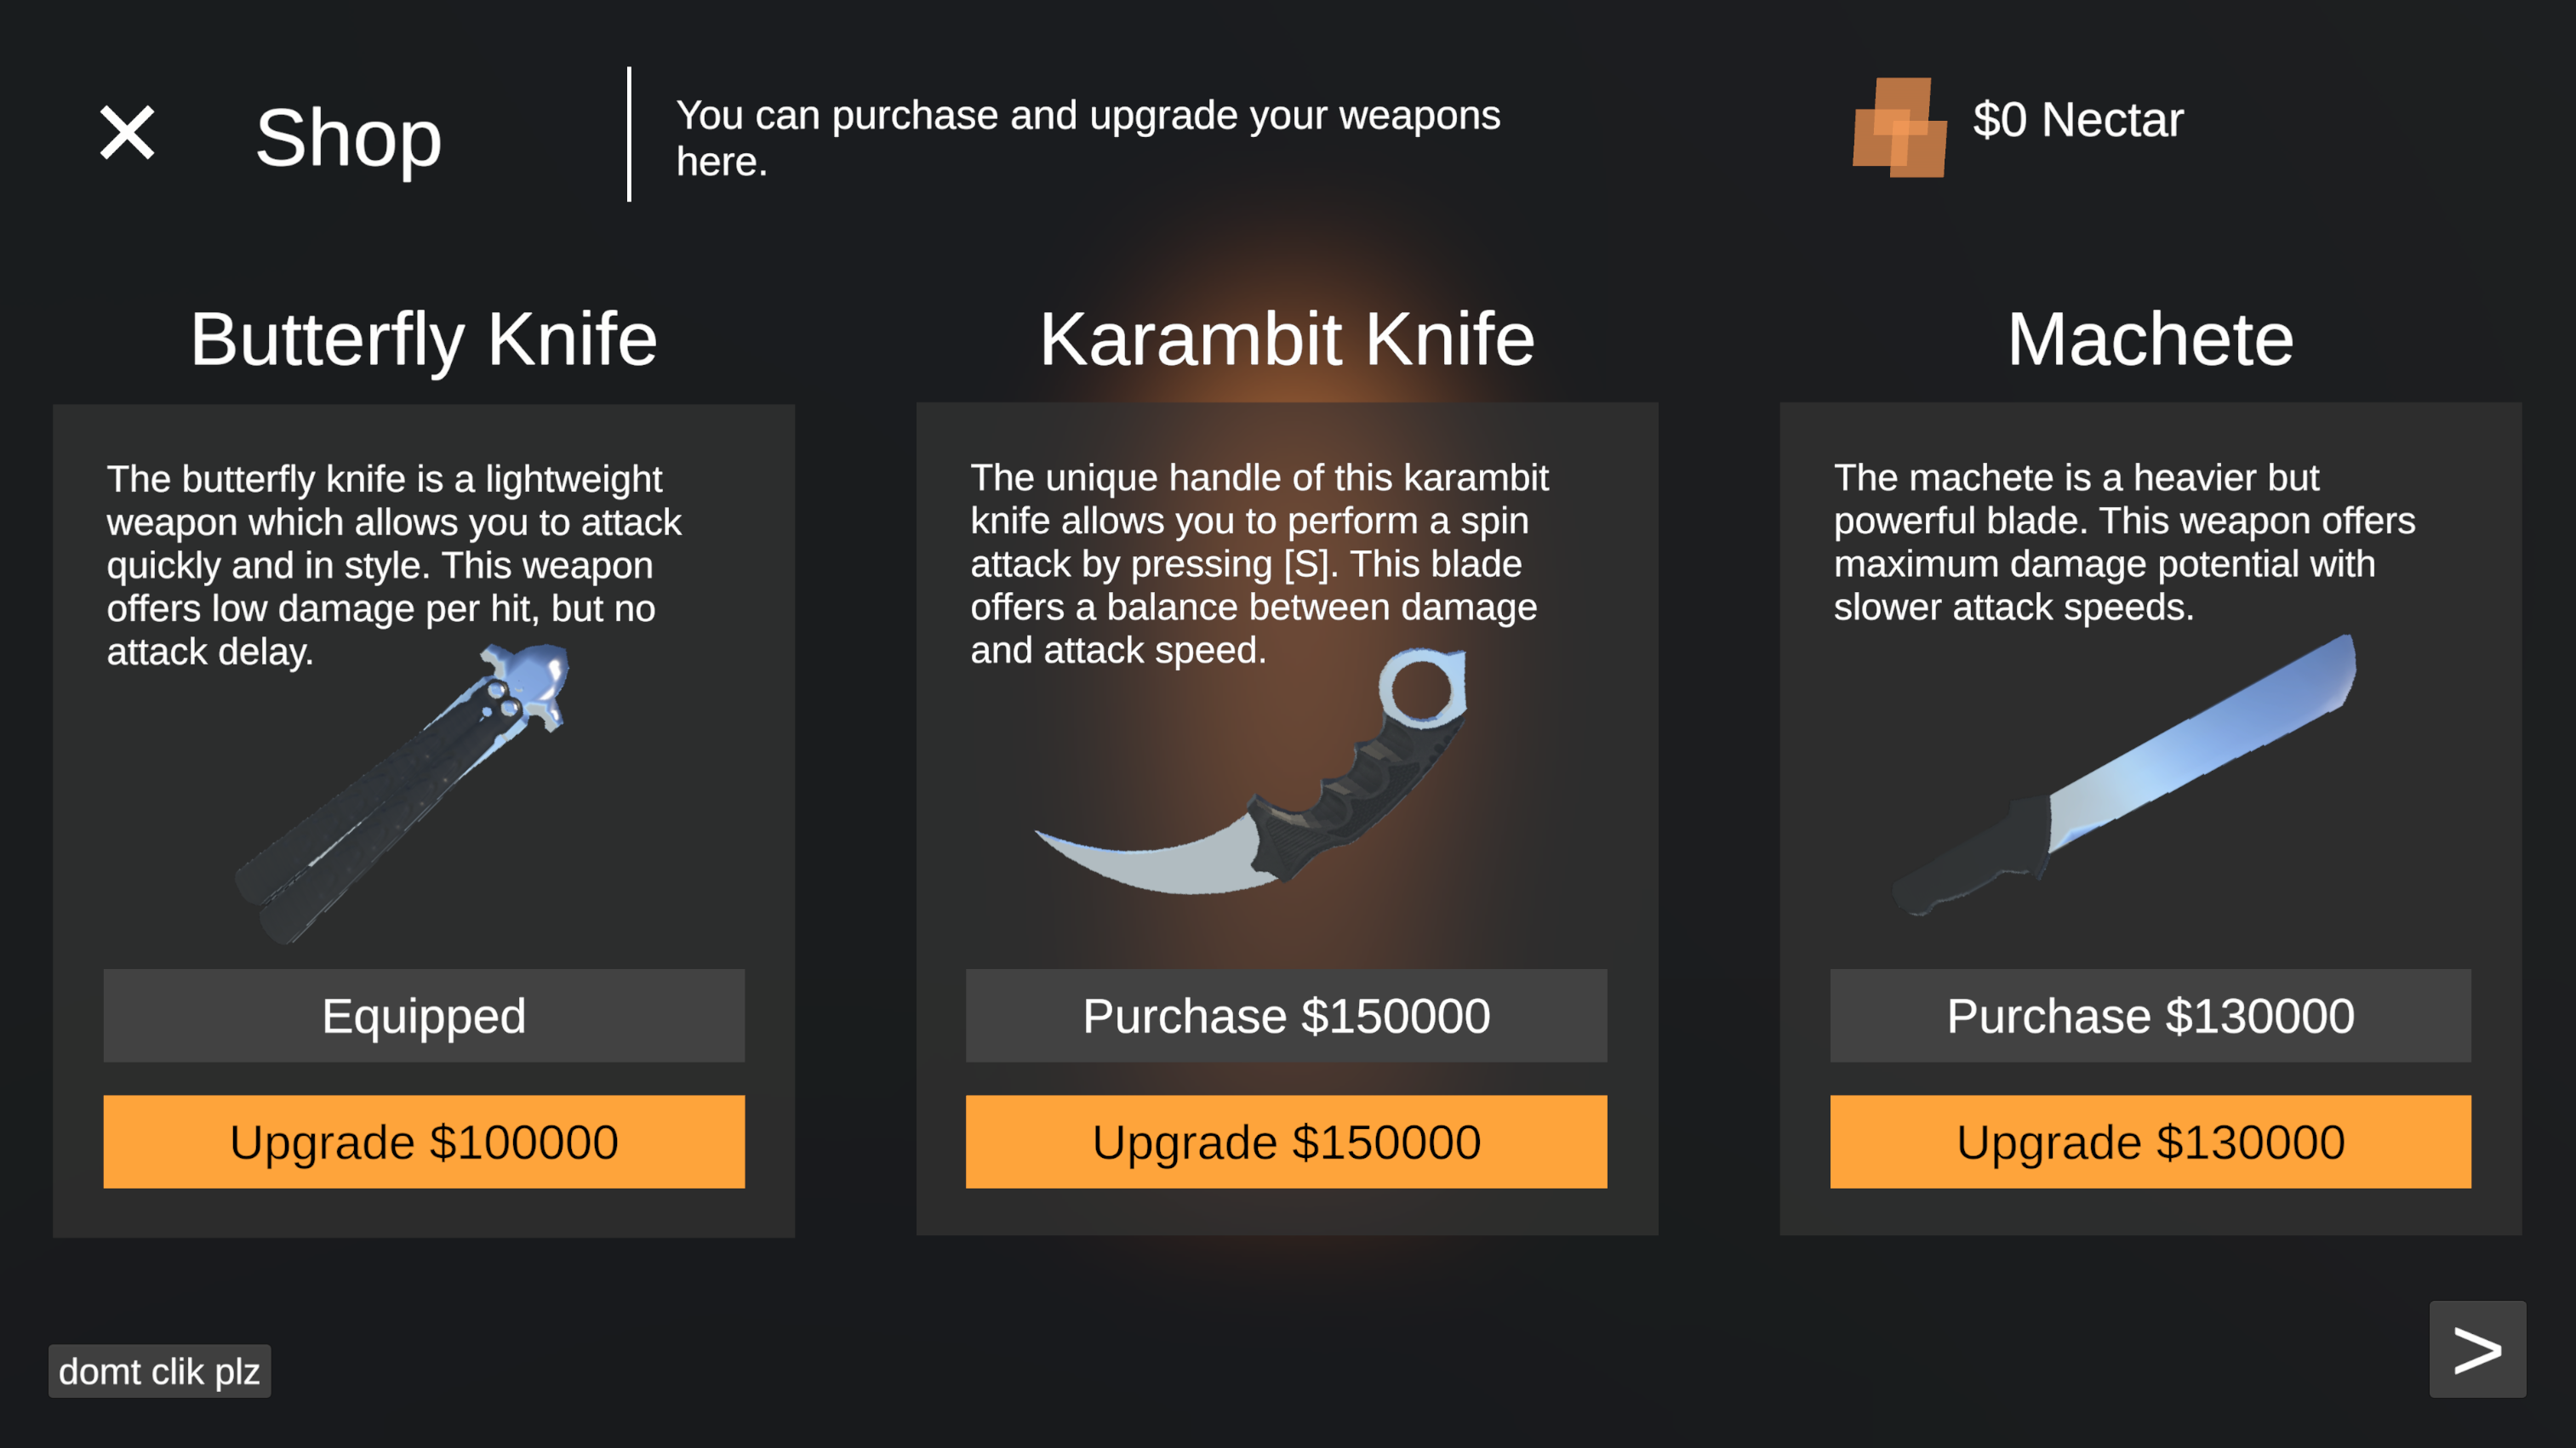 ✕ Shop
You can purchase and upgrade your weapons
here.
$0 Nectar
Butterfly Knife
The butterfly knife is a lightweight
weapon which allows you to attack
quickly and in style. This weapon
offers low damage per hit, but no
attack delay.
Equipped
Upgrade $100000
Karambit Knife
The unique handle of this karambit
knife allows you to perform a spin
attack by pressing [S]. This blade
offers a balance between damage
and attack speed.
Purchase $150000
Upgrade $150000
Machete
The machete is a heavier but
powerful blade. This weapon offers
maximum damage potential with
slower attack speeds.
Purchase $130000
Upgrade $130000
domt clik plz
>